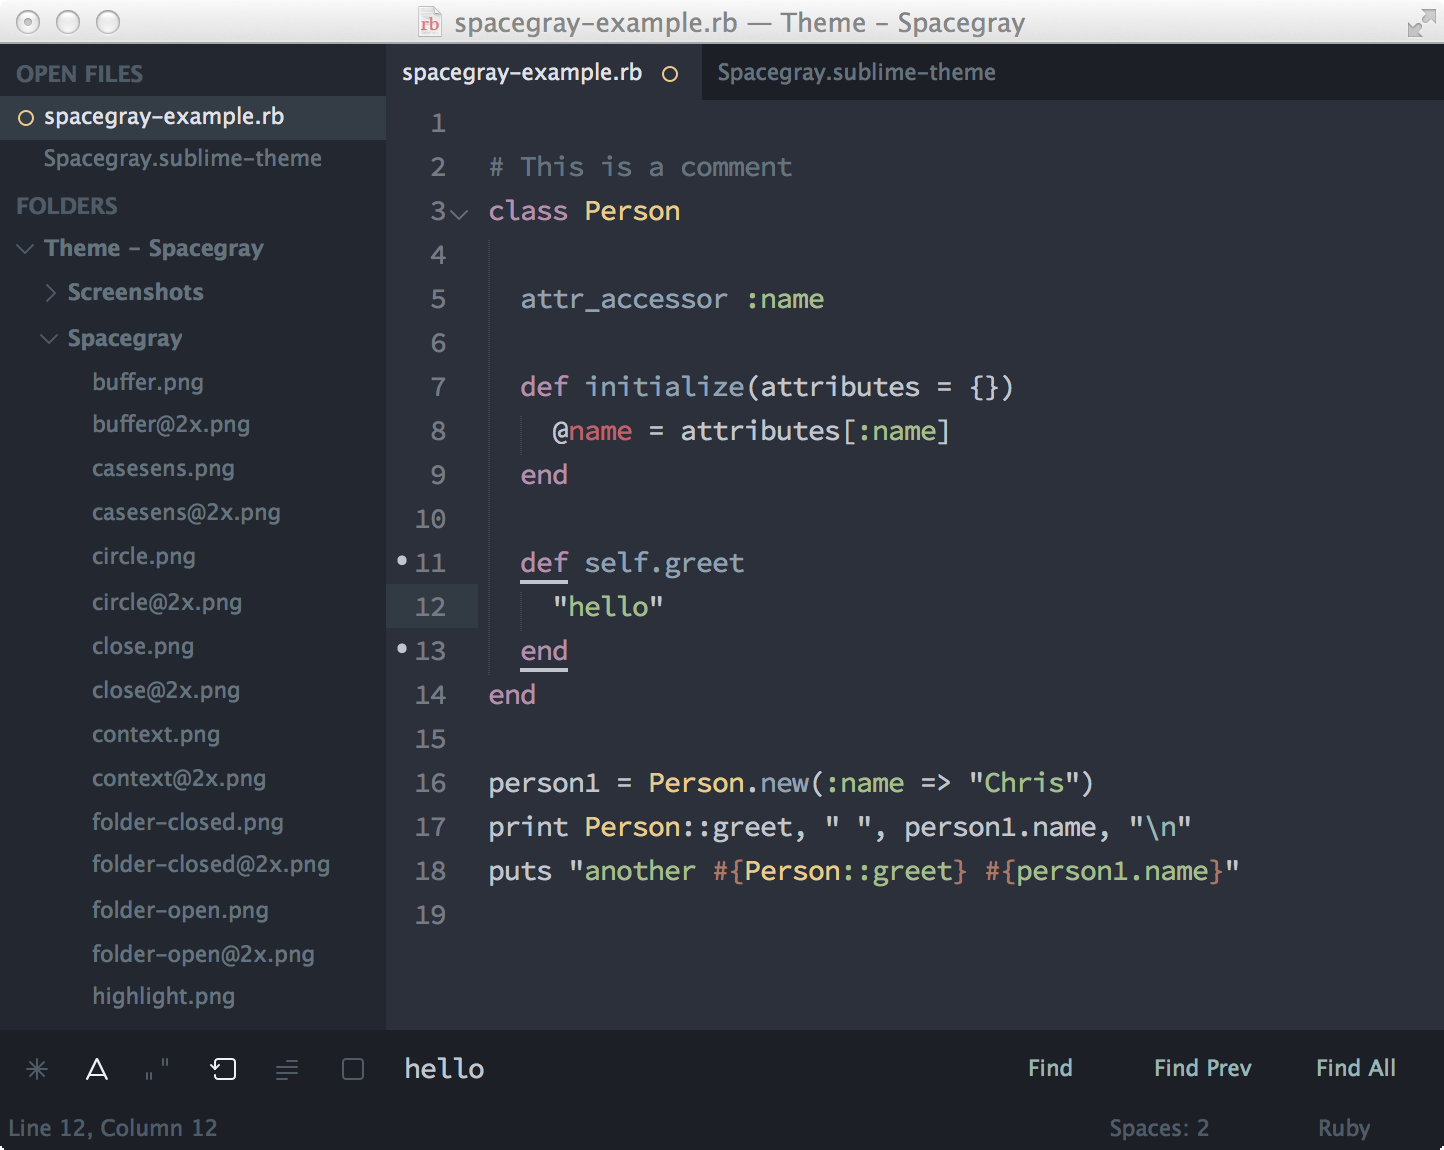 rb spacegray-example.rb — Theme - Spacegray
OPEN FILES
spacegray-example.rb
Spacegray.sublime-theme
FOLDERS
Theme - Spacegray
Screenshots
Spacegray
buffer.png
buffer@2x.png
casesens.png
casesens@2x.png
circle.png
circle@2x.png
close.png
close@2x.png
context.png
context@2x.png
folder-closed.png
folder-closed@2x.png
folder-open.png
folder-open@2x.png
highlight.png
spacegray-example.rb
Spacegray.sublime-theme
1
2 # This is a comment
3 class Person
4
5   attr_accessor :name
6
7   def initialize(attributes = {})
8     @name = attributes[:name]
9   end
10
11   def self.greet
12     "hello"
13   end
14 end
15
16 person1 = Person.new(:name => "Chris")
17 print Person::greet, " ", person1.name, "\n"
18 puts "another #{Person::greet} #{person1.name}"
19
hello
Find
Find Prev
Find All
Line 12, Column 12
Spaces: 2
Ruby